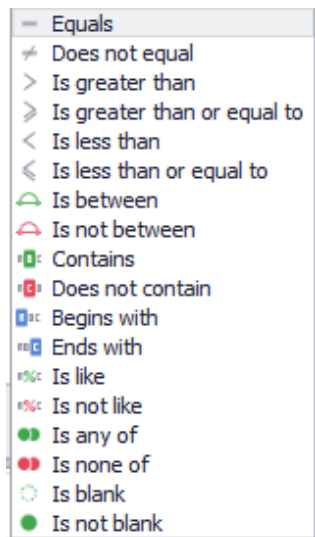 Equals
Does not equal
Is greater than
Is greater than or equal to
Is less than
Is less than or equal to
Is between
Is not between
Contains
Does not contain
Begins with
Ends with
Is like
Is not like
Is any of
Is none of
Is blank
Is not blank